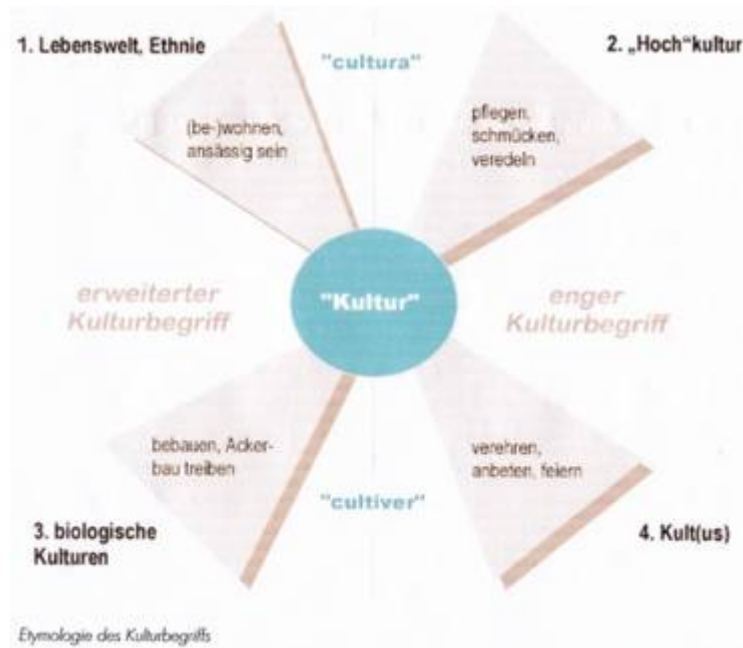 1. Lebenswelt, Ethnie
"cultura"
2. „Hoch“kultur
(be-)wohnen,
ansässig sein
pflegen,
schmücken,
veredeln
erweiterter
Kulturbegriff
"Kultur"
enger
Kulturbegriff
bebauen, Acker-
bau treiben
verehren,
anbeten, feiern
"cultiver"
3. biologische
Kulturen
4. Kult(us)
Etymologie des Kulturbegriffs